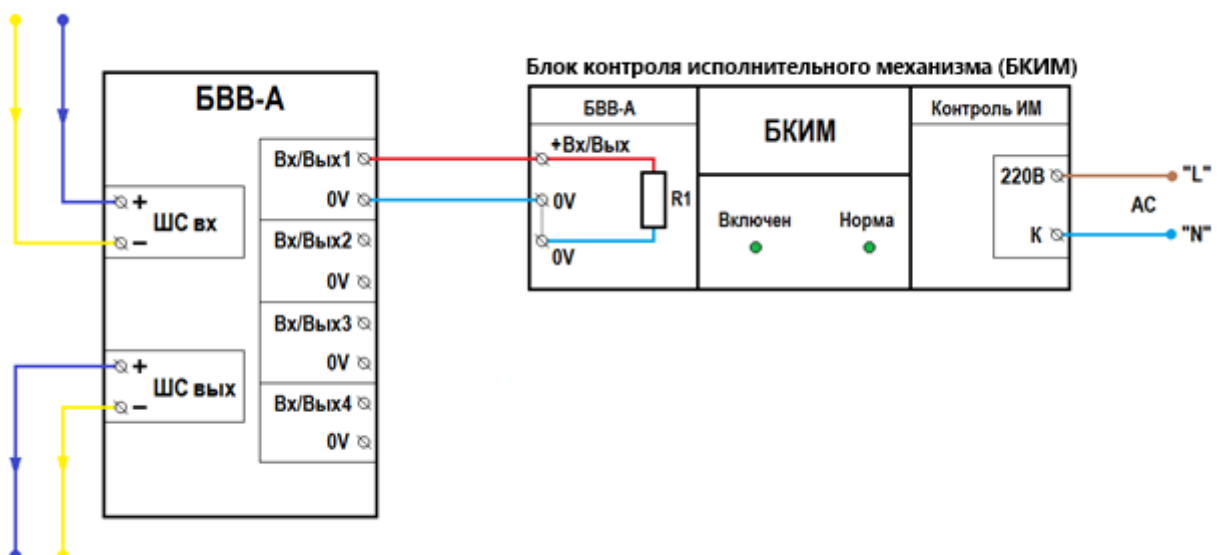 Блок контроля исполнительного механизма (БКИМ)
БВВ-А
Вх/Вых1
0V
Вх/Вых2
0V
Вх/Вых3
0V
Вх/Вых4
0V
+
ШС вх
–
+
ШС вых
–
БВВ-А
+Вх/Вых
0V
0V
R1
БКИМ
Включен
Норма
Контроль ИМ
220В
К
"L"
АС
"N"